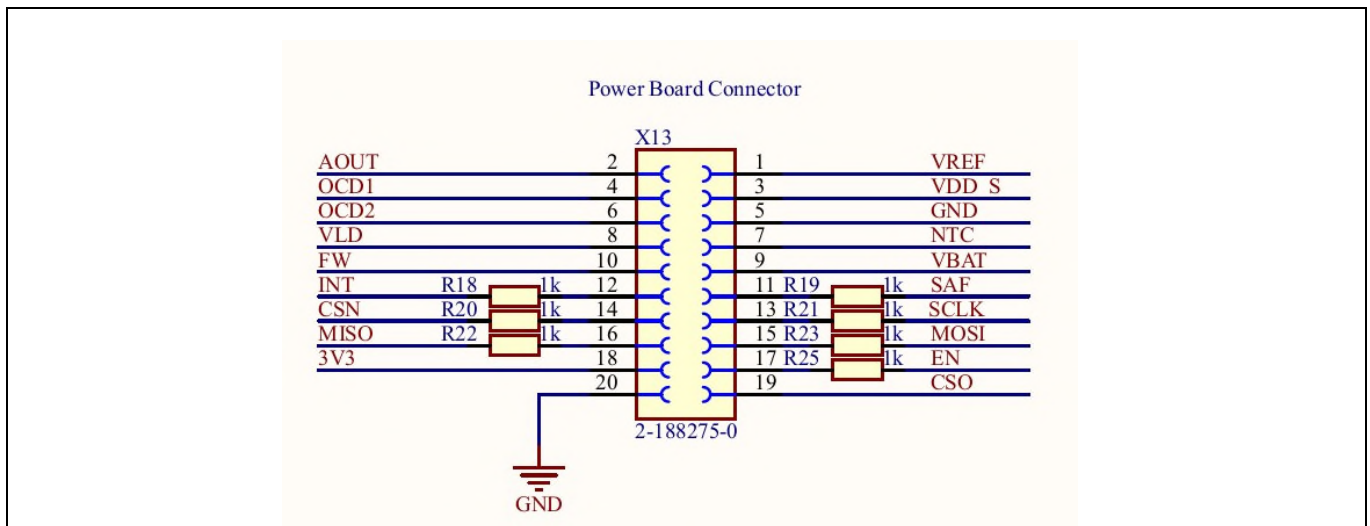 Power Board Connector
X13
AOUT 2 1 VREF
OCD1 4 3 VDD_S
OCD2 6 5 GND
VLD 8 7 NTC
FW 10 9 VBAT
INT R18 1k 12 11 R19 1k SAF
CSN R20 1k 14 13 R21 1k SCLK
MISO R22 1k 16 15 R23 1k MOSI
3V3 18 17 R25 1k EN
20 19 CSO
2-188275-0
GND